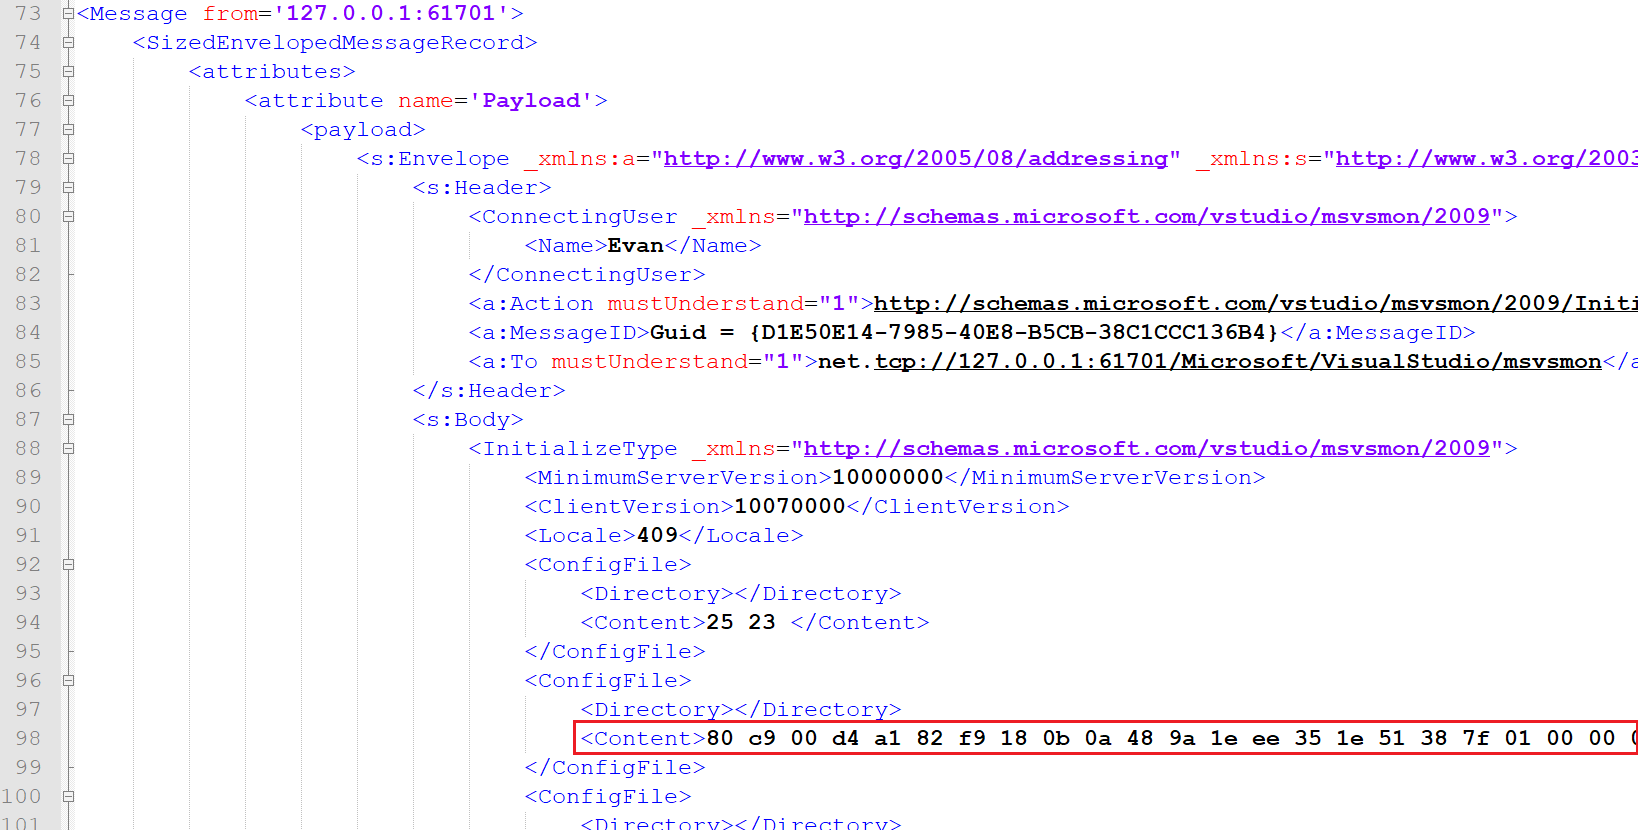 73 <Message from='127.0.0.1:61701'>
74 <SizedEnvelopedMessageRecord>
75 <attributes>
76 <attribute name='Payload'>
77 <payload>
78 <s:Envelope _xmlns:a="http://www.w3.org/2005/08/addressing" _xmlns:s="http://www.w3.org/2003
79 <s:Header>
80 <ConnectingUser _xmlns="http://schemas.microsoft.com/vstudio/msvsmon/2009">
81 <Name>Evan</Name>
82 </ConnectingUser>
83 <a:Action mustUnderstand="1">http://schemas.microsoft.com/vstudio/msvsmon/2009/Initi
84 <a:MessageID>Guid = {D1E50E14-7985-40E8-B5CB-38C1CCC136B4}</a:MessageID>
85 <a:To mustUnderstand="1">net.tcp://127.0.0.1:61701/Microsoft/VisualStudio/msvsmon</a
86 </s:Header>
87 <s:Body>
88 <InitializeType _xmlns="http://schemas.microsoft.com/vstudio/msvsmon/2009">
89 <MinimumServerVersion>10000000</MinimumServerVersion>
90 <ClientVersion>10070000</ClientVersion>
91 <Locale>409</Locale>
92 <ConfigFile>
93 <Directory></Directory>
94 <Content>25 23 </Content>
95 </ConfigFile>
96 <ConfigFile>
97 <Directory></Directory>
98 <Content>80 c9 00 d4 a1 82 f9 18 0b 0a 48 9a 1e ee 35 1e 51 38 7f 01 00 00
99 </ConfigFile>
100 <ConfigFile>
101 <Directory></Directory>